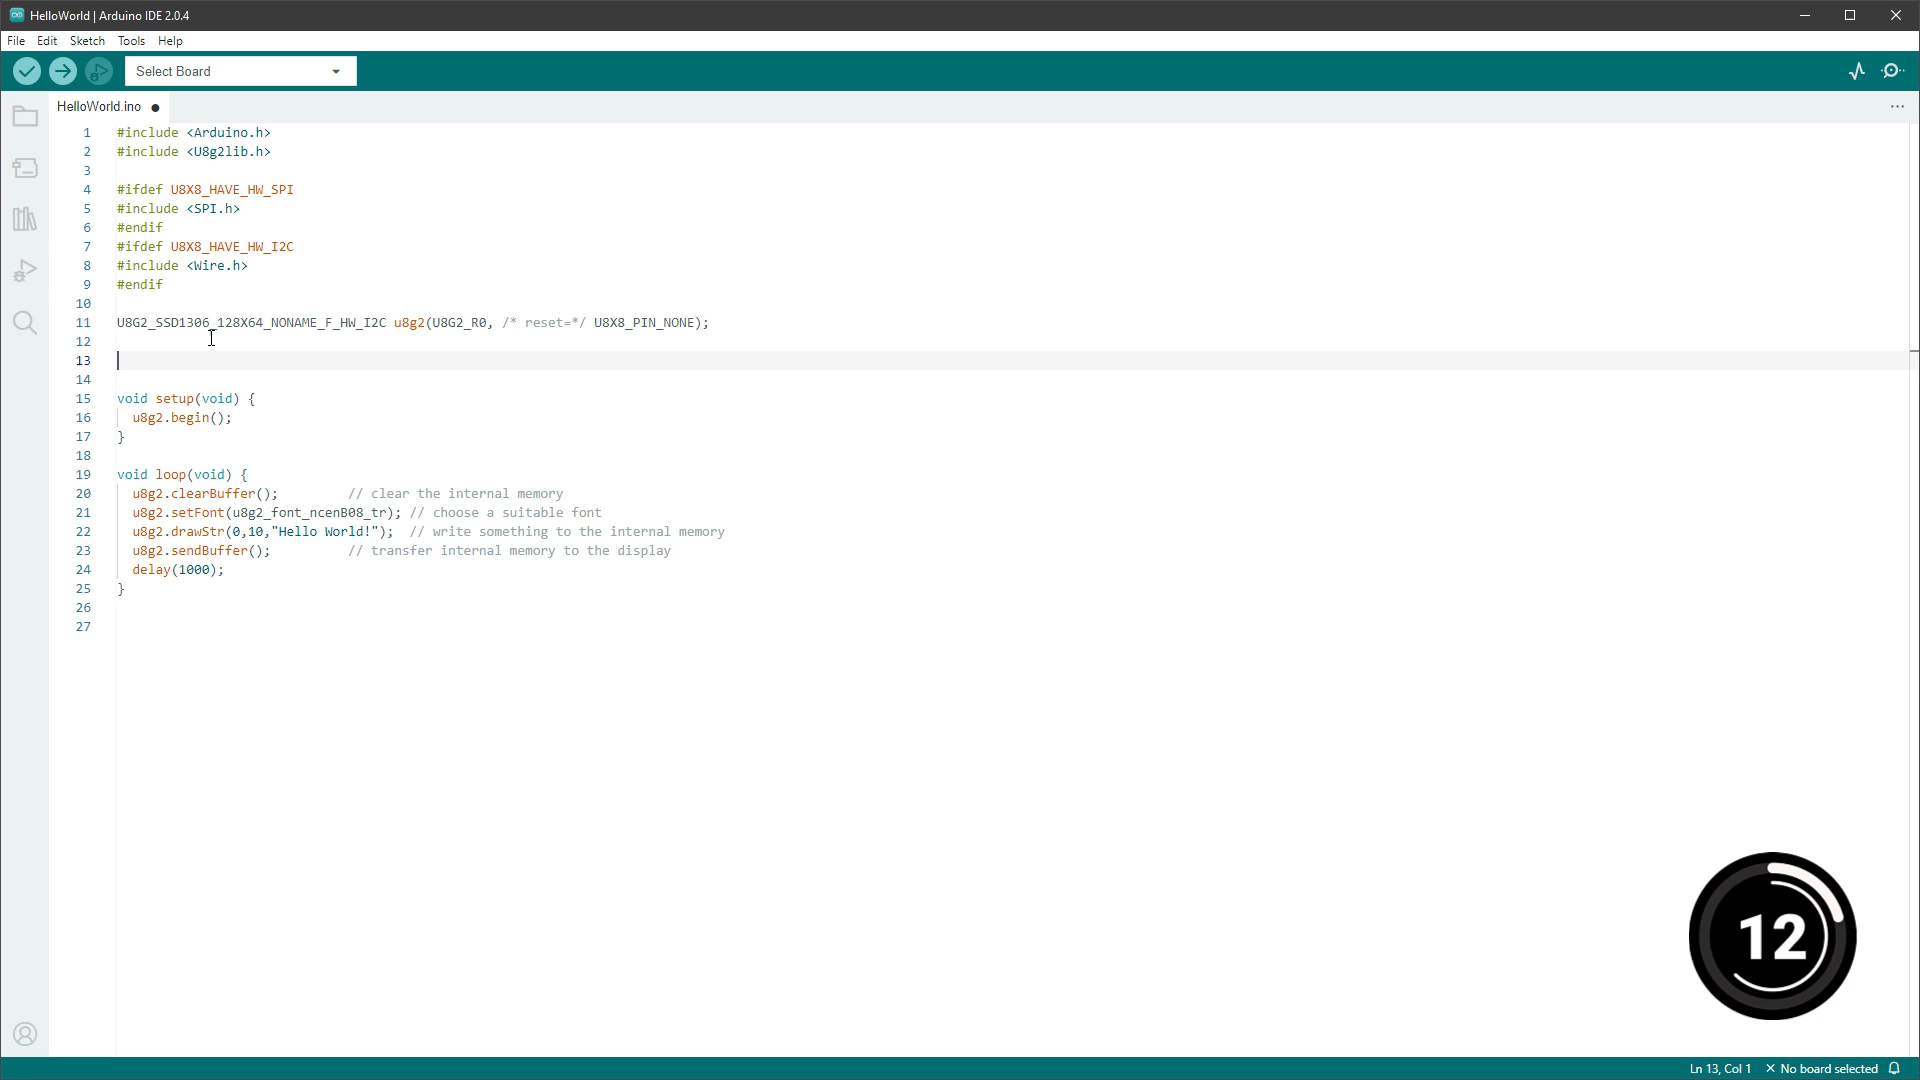 HelloWorld | Arduino IDE 2.0.4
File Edit Sketch Tools Help
Select Board
HelloWorld.ino
1 #include <Arduino.h>
2 #include <U8g2lib.h>
3
4 #ifdef U8X8_HAVE_HW_SPI
5 #include <SPI.h>
6 #endif
7 #ifdef U8X8_HAVE_HW_I2C
8 #include <Wire.h>
9 #endif
10
11 U8G2_SSD1306_128X64_NONAME_F_HW_I2C u8g2(U8G2_R0, /* reset=*/ U8X8_PIN_NONE);
12
13
14
15 void setup(void) {
16 u8g2.begin();
17 }
18
19 void loop(void) {
20 u8g2.clearBuffer(); // clear the internal memory
21 u8g2.setFont(u8g2_font_ncenB08_tr); // choose a suitable font
22 u8g2.drawStr(0,10,"Hello World!"); // write something to the internal memory
23 u8g2.sendBuffer(); // transfer internal memory to the display
24 delay(1000);
25 }
26
27
12
Ln 13, Col 1 × No board selected